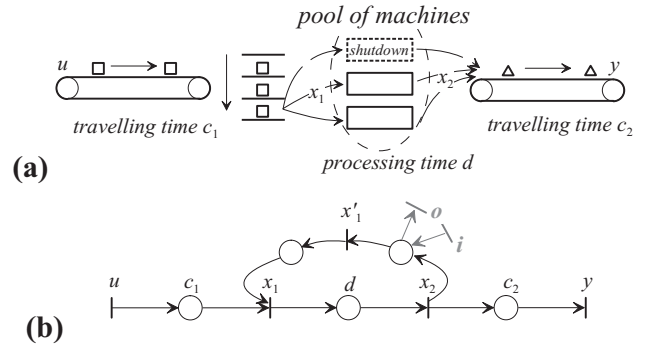 pool of machines
u
shutdown
y
x₁
x₂
travelling time c₁
travelling time c₂
processing time d
(a)
x'₁
o
i
u
c₁
x₁
d
x₂
c₂
y
(b)